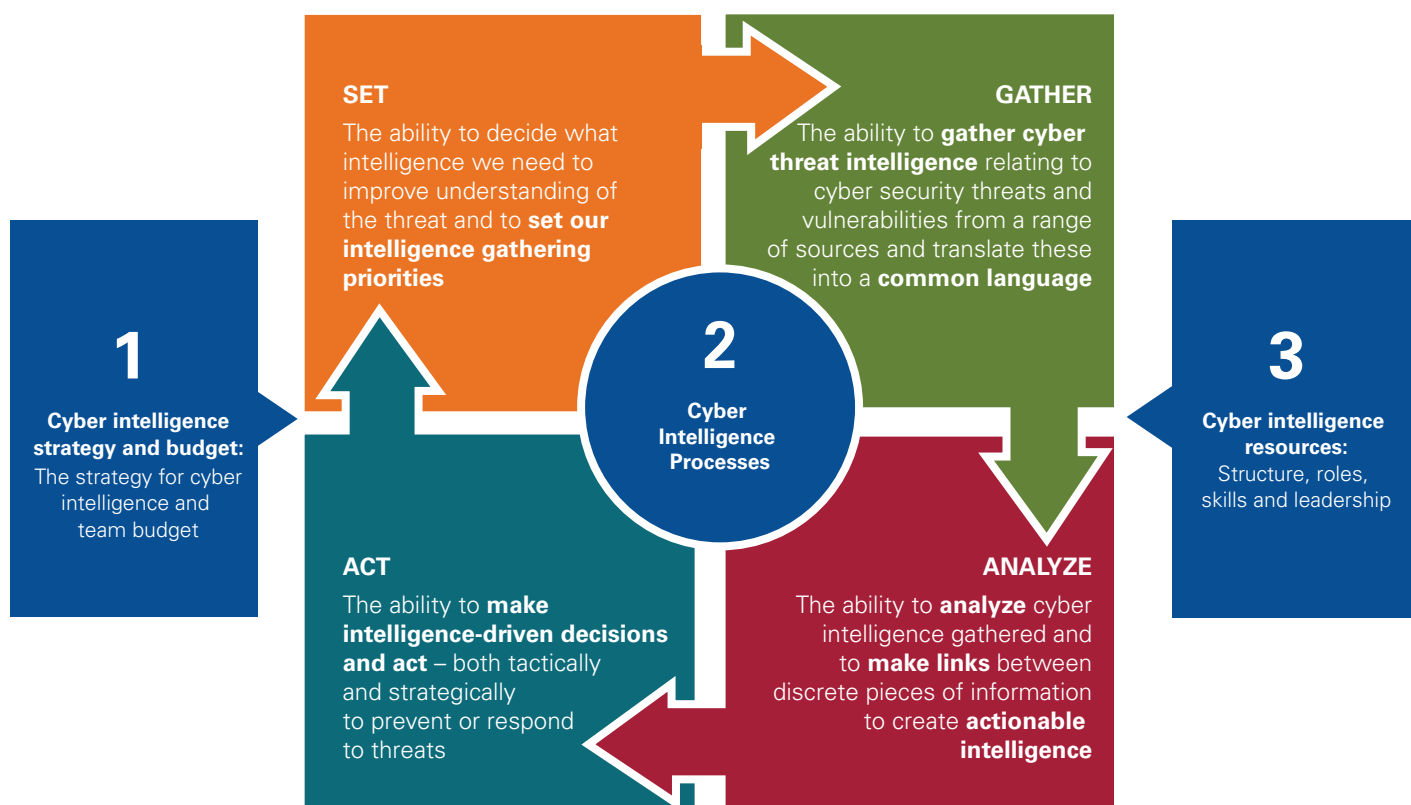 SET
The ability to decide what
intelligence we need to
improve understanding of
the threat and to set our
intelligence gathering
priorities
GATHER
The ability to gather cyber
threat intelligence relating to
cyber security threats and
vulnerabilities from a range
of sources and translate these
into a common language
1
Cyber intelligence
strategy and budget:
The strategy for cyber
intelligence and
team budget
2
Cyber
Intelligence
Processes
3
Cyber intelligence
resources:
Structure, roles,
skills and leadership
ACT
The ability to make
intelligence-driven decisions
and act – both tactically
and strategically
to prevent or respond
to threats
ANALYZE
The ability to analyze cyber
intelligence gathered and
to make links between
discrete pieces of information
to create actionable
intelligence